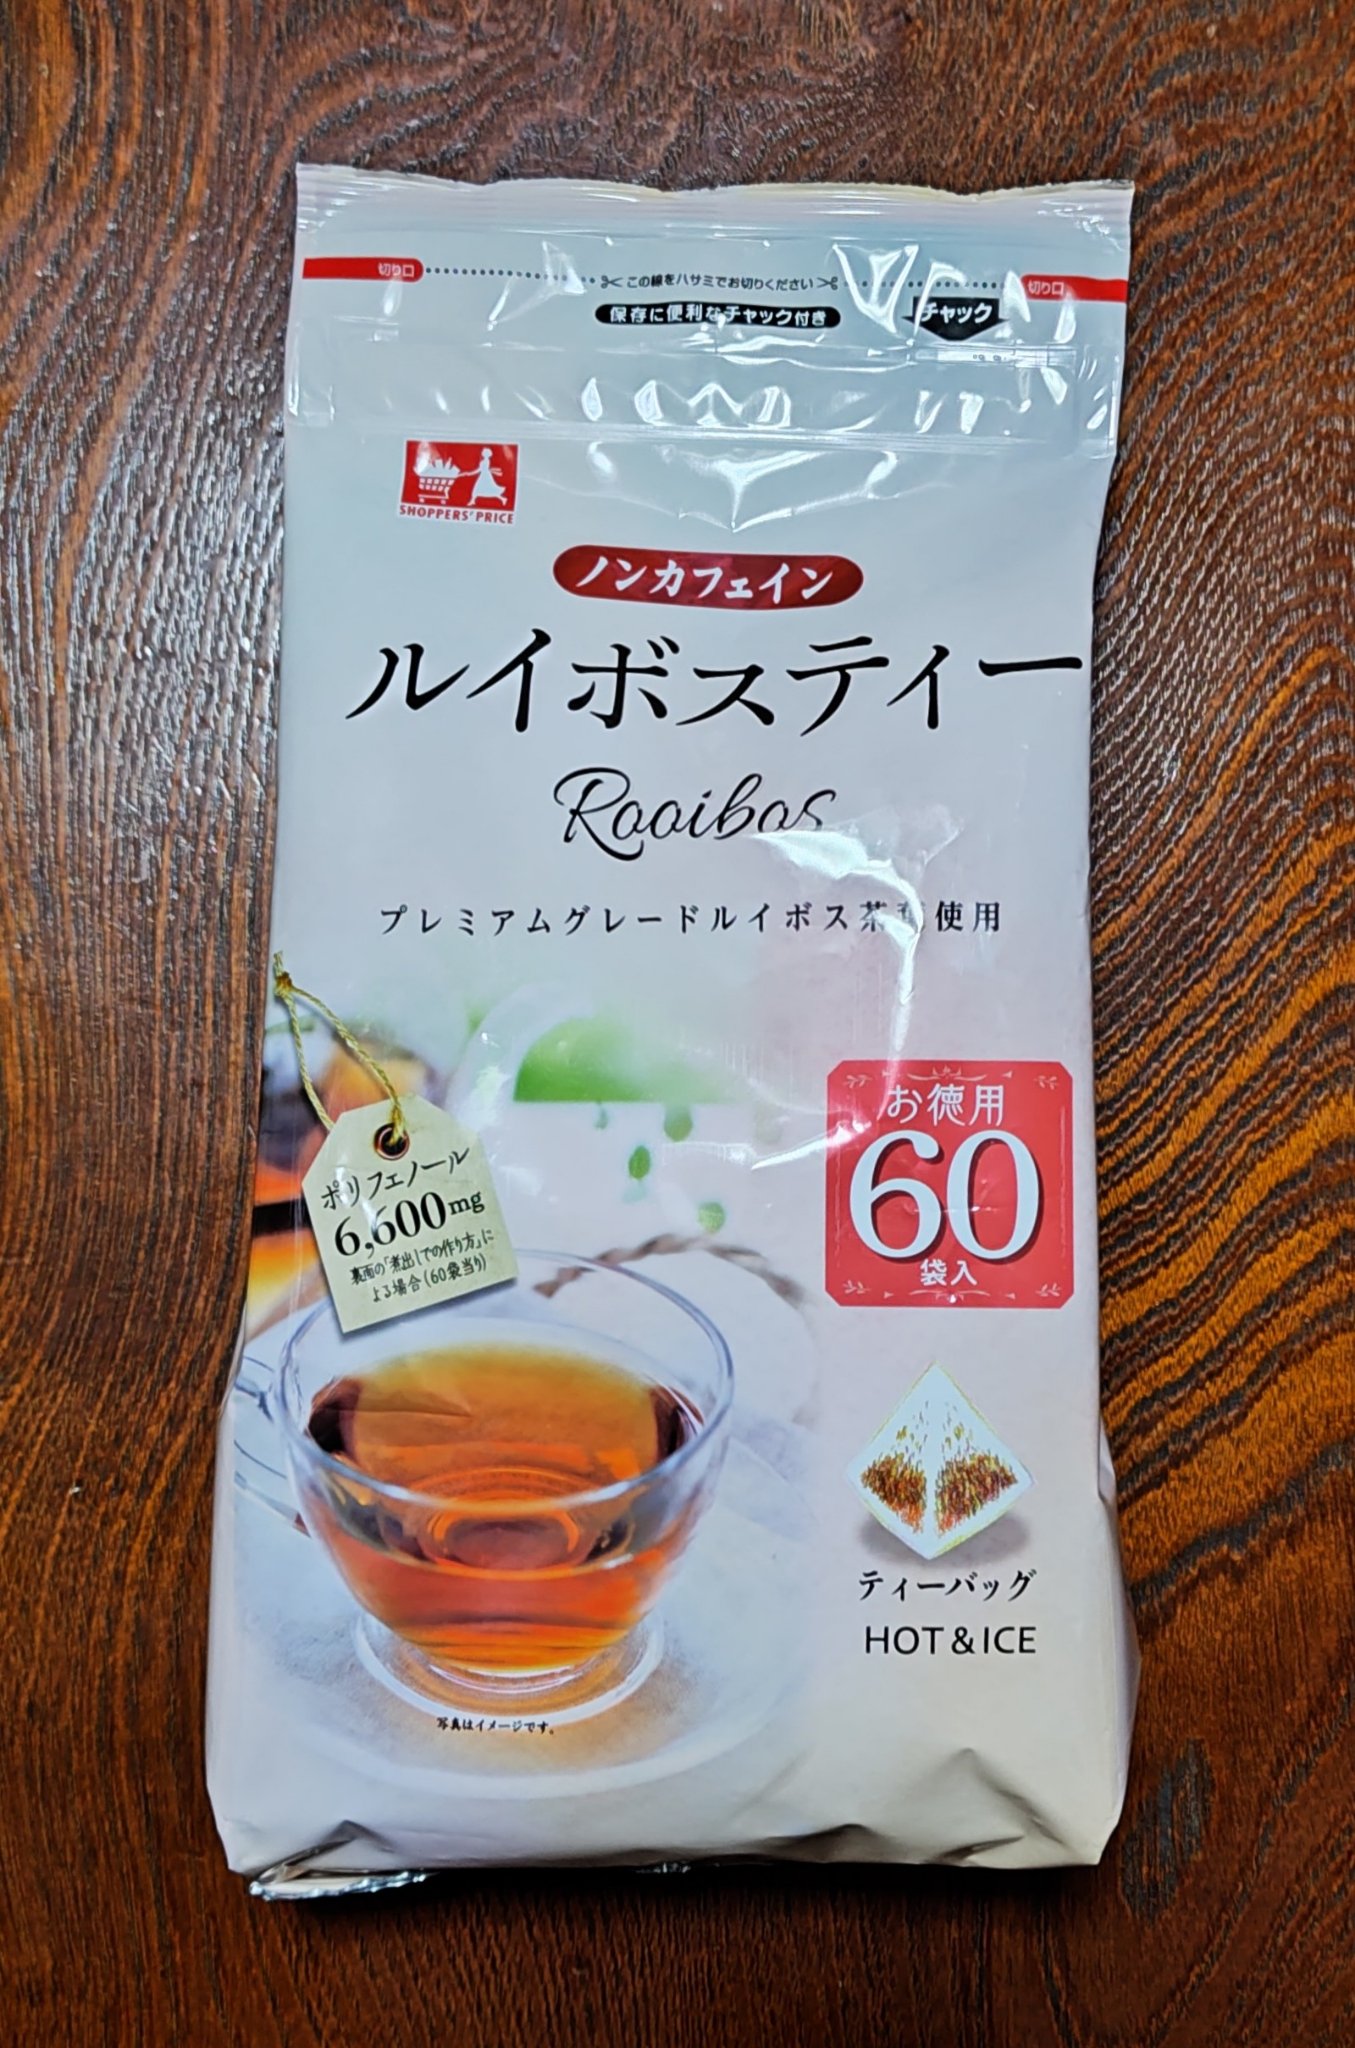 切り口
この線をハサミでお切りください
切り口
保存に便利なチャック付き
チャック
SHOPPERS' PRICE
ノンカフェイン
ルイボスティー
Rooibos
プレミアムグレードルイボス茶葉使用
お徳用
60
袋入
ポリフェノール
6,600mg
裏面の「煮出しでの作り方」に
よる場合(60袋当り)
ティーバッグ
HOT & ICE
写真はイメージです。